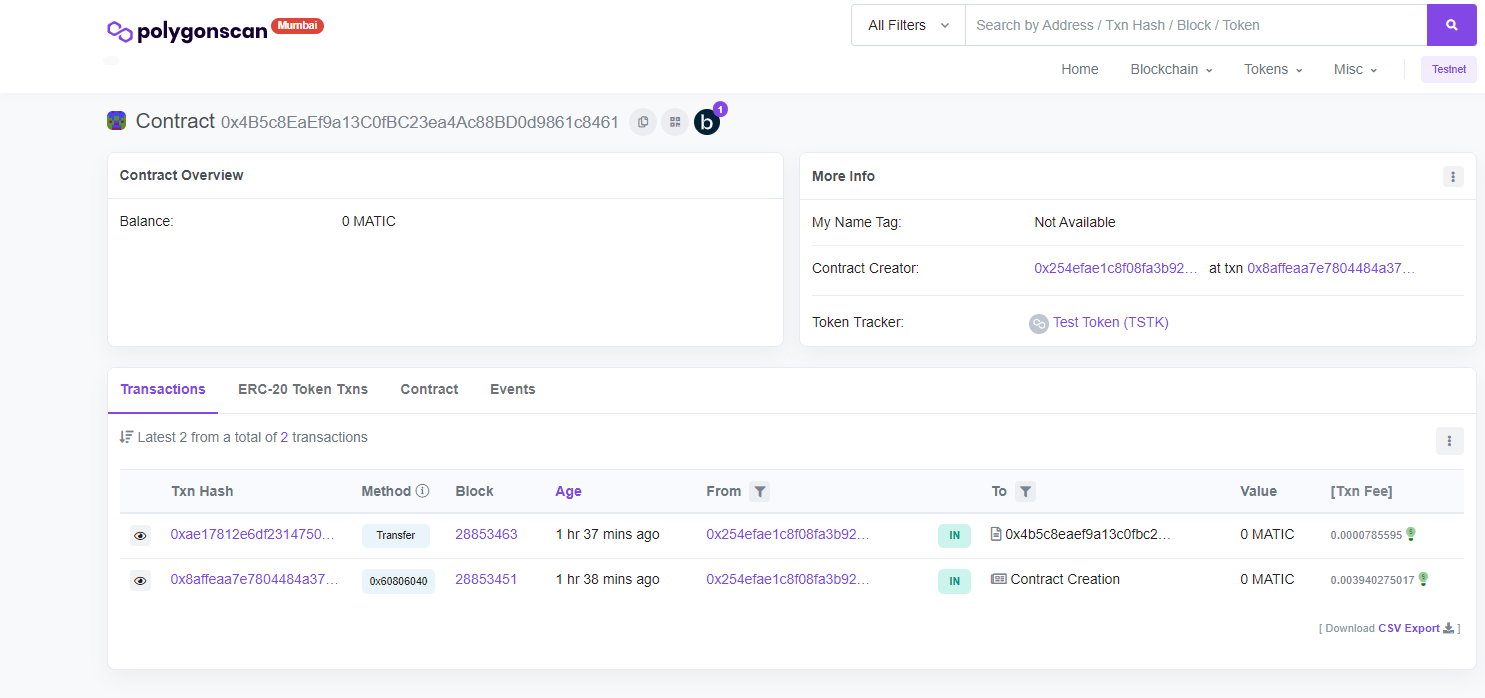 polygonscan Mumbai
All Filters Search by Address / Txn Hash / Block / Token
Home Blockchain Tokens Misc Testnet
Contract 0x4B5c8EaEf9a13C0fBC23ea4Ac88BD0d9861c8461 b 1
Contract Overview
Balance: 0 MATIC
More Info
My Name Tag: Not Available
Contract Creator: 0x254efae1c8f08fa3b92... at txn 0x8affeaa7e7804484a37...
Token Tracker: Test Token (TSTK)
Transactions ERC-20 Token Txns Contract Events
Latest 2 from a total of 2 transactions
Txn Hash Method Block Age From To Value [Txn Fee]
0xae17812e6df2314750... Transfer 28853463 1 hr 37 mins ago 0x254efae1c8f08fa3b92... IN 0x4b5c8eaef9a13c0fbc2... 0 MATIC 0.0000785595
0x8affeaa7e7804484a37... 0x60806040 28853451 1 hr 38 mins ago 0x254efae1c8f08fa3b92... IN Contract Creation 0 MATIC 0.003940275017
[ Download CSV Export ]